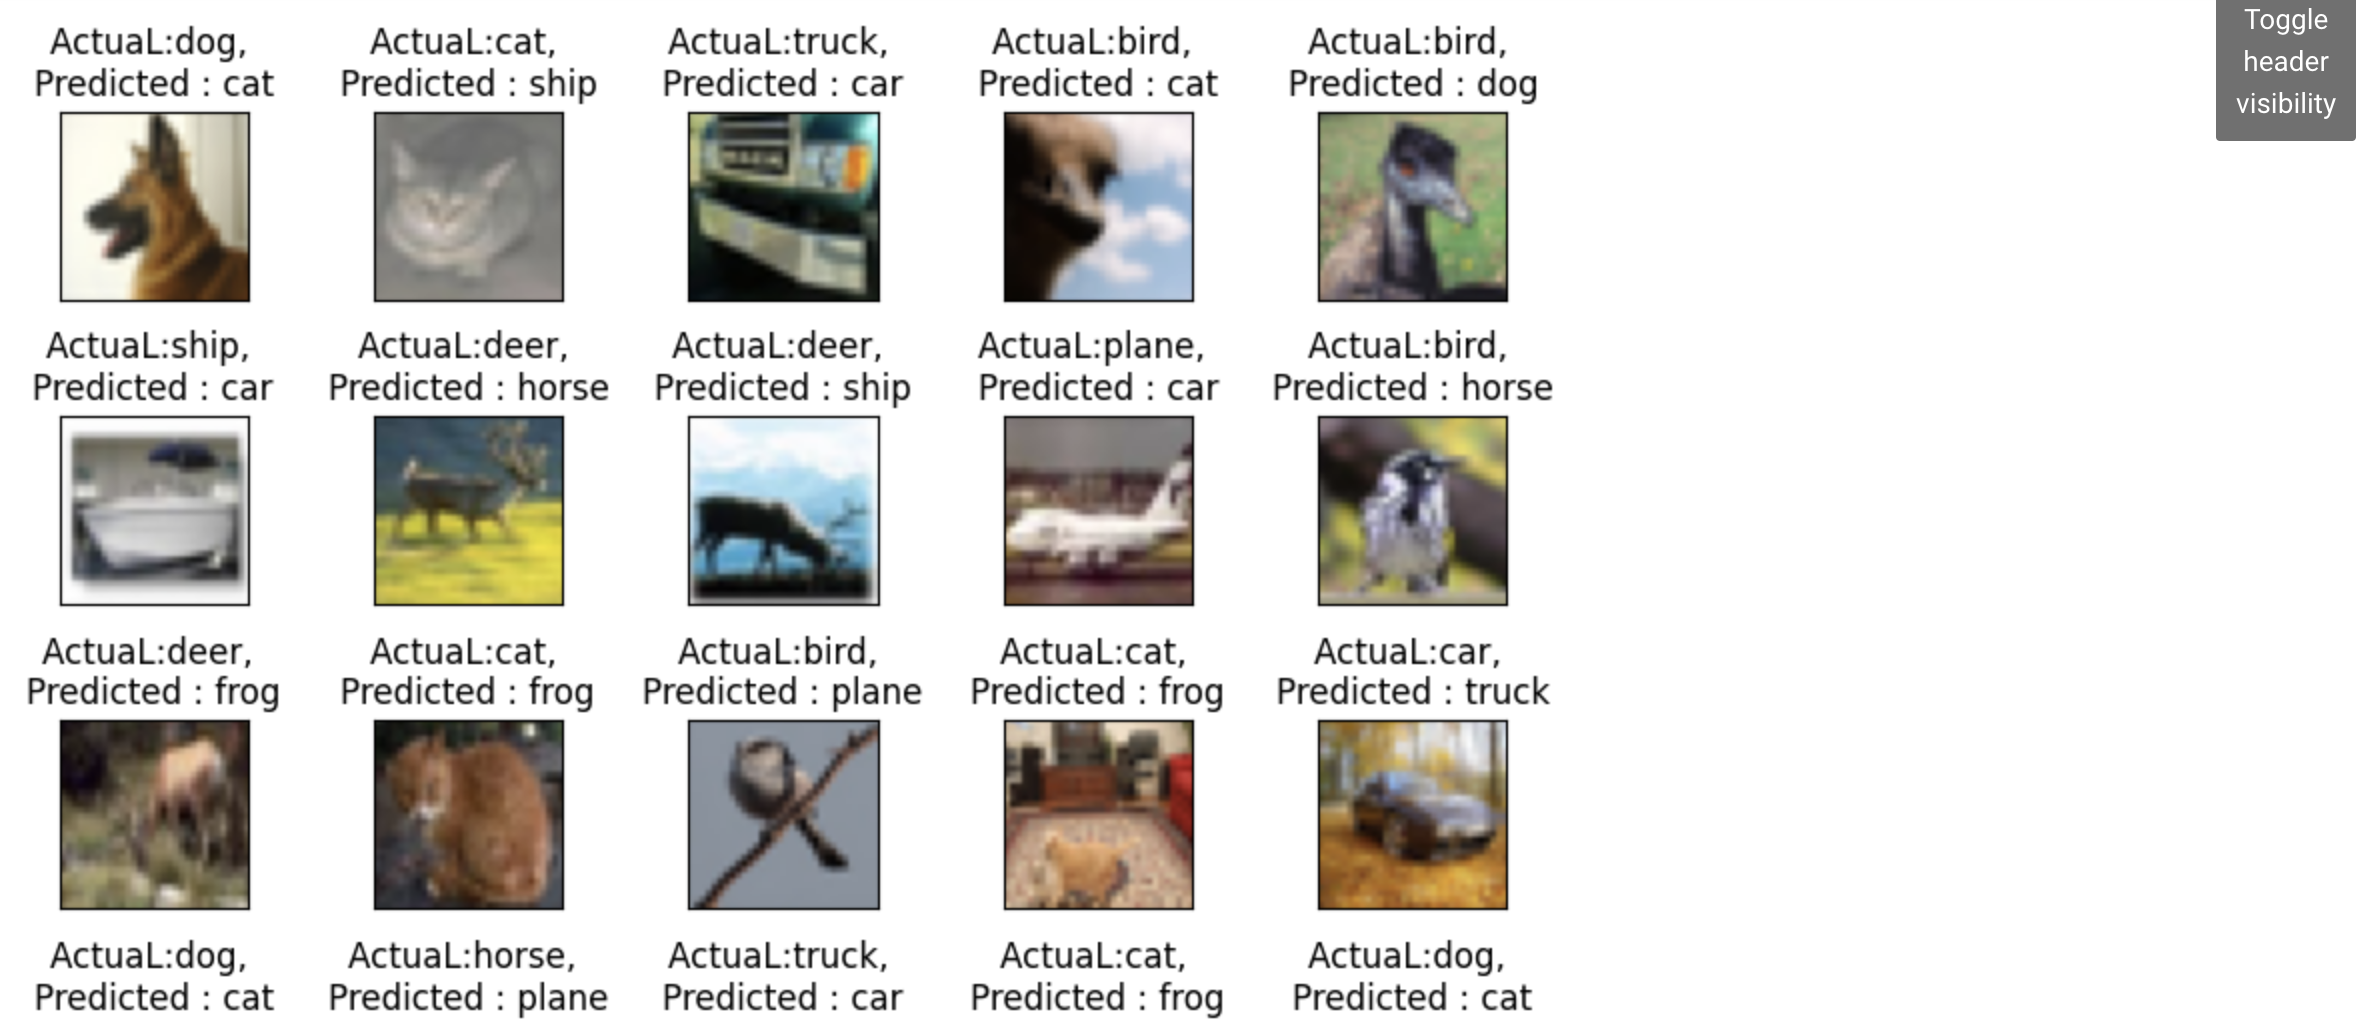 ActuaL:dog,
Predicted : cat
ActuaL:cat,
Predicted : ship
ActuaL:truck,
Predicted : car
ActuaL:bird,
Predicted : cat
ActuaL:bird,
Predicted : dog
Toggle
header
visibility
ActuaL:ship,
Predicted : car
ActuaL:deer,
Predicted : horse
ActuaL:deer,
Predicted : ship
ActuaL:plane,
Predicted : car
ActuaL:bird,
Predicted : horse
ActuaL:deer,
Predicted : frog
ActuaL:cat,
Predicted : frog
ActuaL:bird,
Predicted : plane
ActuaL:cat,
Predicted : frog
ActuaL:car,
Predicted : truck
ActuaL:dog,
Predicted : cat
ActuaL:horse,
Predicted : plane
ActuaL:truck,
Predicted : car
ActuaL:cat,
Predicted : frog
ActuaL:dog,
Predicted : cat